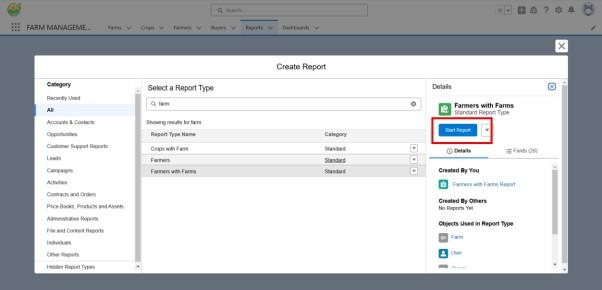 Search...
FARM MANAGEME...
Farms
Crops
Farmers
Buyers
Reports
Dashboards
Create Report
Category
Recently Used
All
Accounts & Contacts
Opportunities
Customer Support Reports
Leads
Campaigns
Activities
Contracts and Orders
Price Books, Products and Assets
Administrative Reports
File and Content Reports
Individuals
Other Reports
Hidden Report Types
Select a Report Type
farm
Showing results for farm
Report Type Name Category
Crops with Farm Standard
Farmers Standard
Farmers with Farms Standard
Details
Farmers with Farms
Standard Report Type
Start Report
Details Fields (29)
Created By You
Farmers with Farms Report
Created By Others
No Reports Yet
Objects Used in Report Type
Farm
User